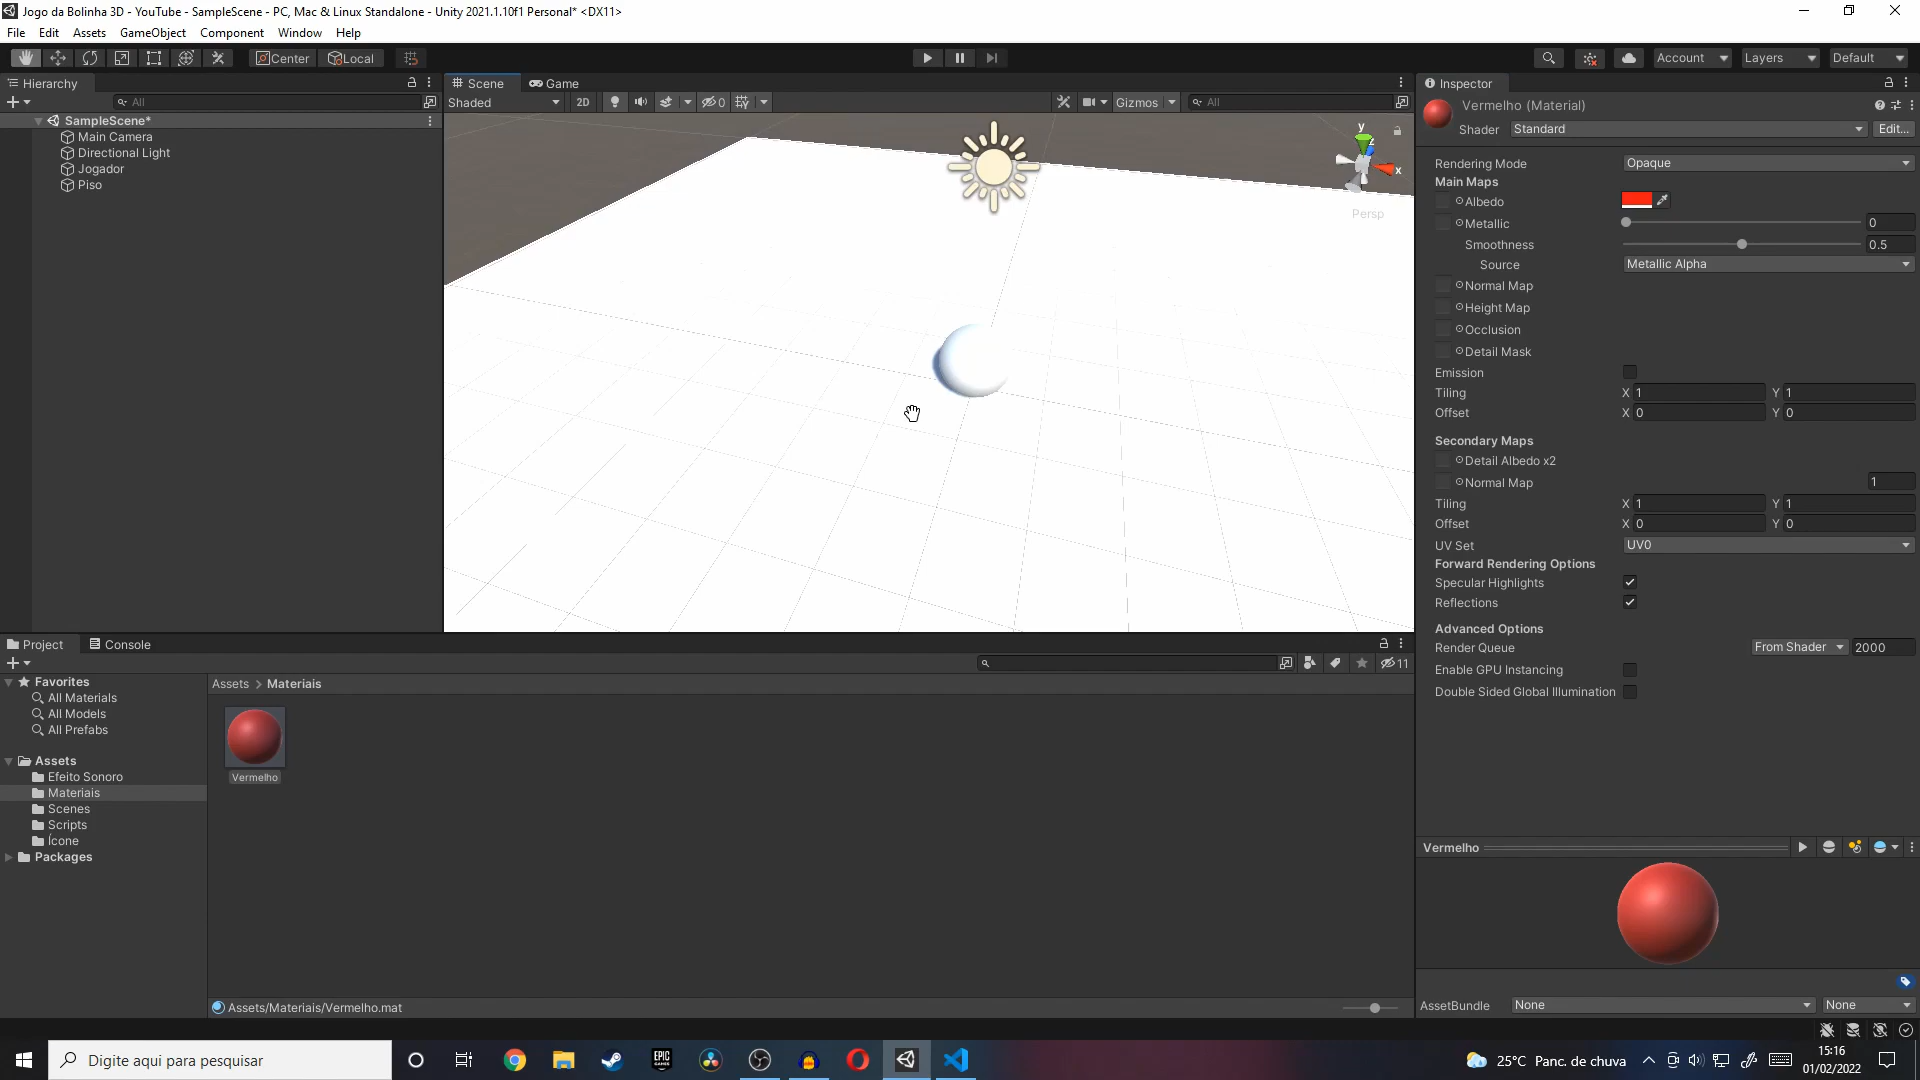 Jogo da Bolinha 3D - YouTube - SampleScene - PC, Mac & Linux Standalone - Unity 2021.1.10f1 Personal* <DX11>
File Edit Assets GameObject Component Window Help
Center Local Account Layers Default
Hierarchy
All
SampleScene*
Main Camera
Directional Light
Jogador
Piso
Scene Game
Shaded 2D 0 Gizmos All
y
z
x
Persp
Inspector
Vermelho (Material)
Shader Standard Edit...
Rendering Mode Opaque
Main Maps
Albedo
Metallic 0
Smoothness 0.5
Source Metallic Alpha
Normal Map
Height Map
Occlusion
Detail Mask
Emission
Tiling X 1 Y 1
Offset X 0 Y 0
Secondary Maps
Detail Albedo x2
Normal Map 1
Tiling X 1 Y 1
Offset X 0 Y 0
UV Set UV0
Forward Rendering Options
Specular Highlights
Reflections
Advanced Options
Render Queue From Shader 2000
Enable GPU Instancing
Double Sided Global Illumination
Vermelho
AssetBundle None None
Project Console
11
Favorites
All Materials
All Models
All Prefabs
Assets
Efeito Sonoro
Materiais
Scenes
Scripts
Ícone
Packages
Assets > Materiais
Vermelho
Assets/Materiais/Vermelho.mat
Digite aqui para pesquisar
EPIC GAMES
25°C Panc. de chuva
15:16
01/02/2022